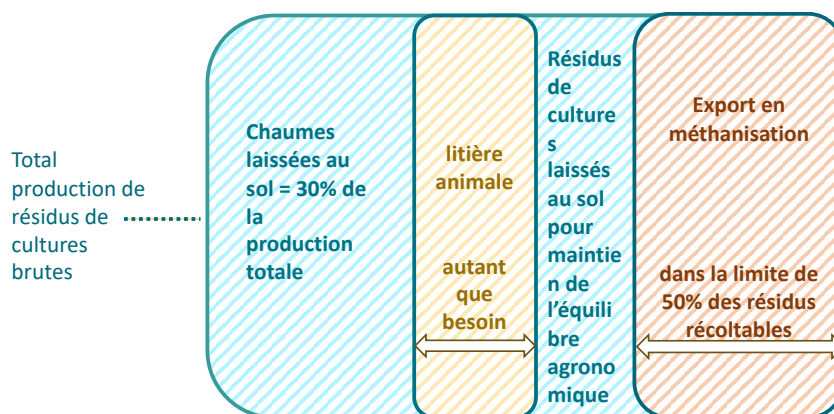 Total
production de
résidus de
cultures
brutes
Chaumes
laissées au
sol = 30% de
la
production
totale
litière
animale
autant
que
besoin
Résidus
de
culture
s
laissés
au sol
pour
maintie
n de
l'équili
bre
agrono
mique
Export en
méthanisation
dans la limite de
50% des résidus
récoltables